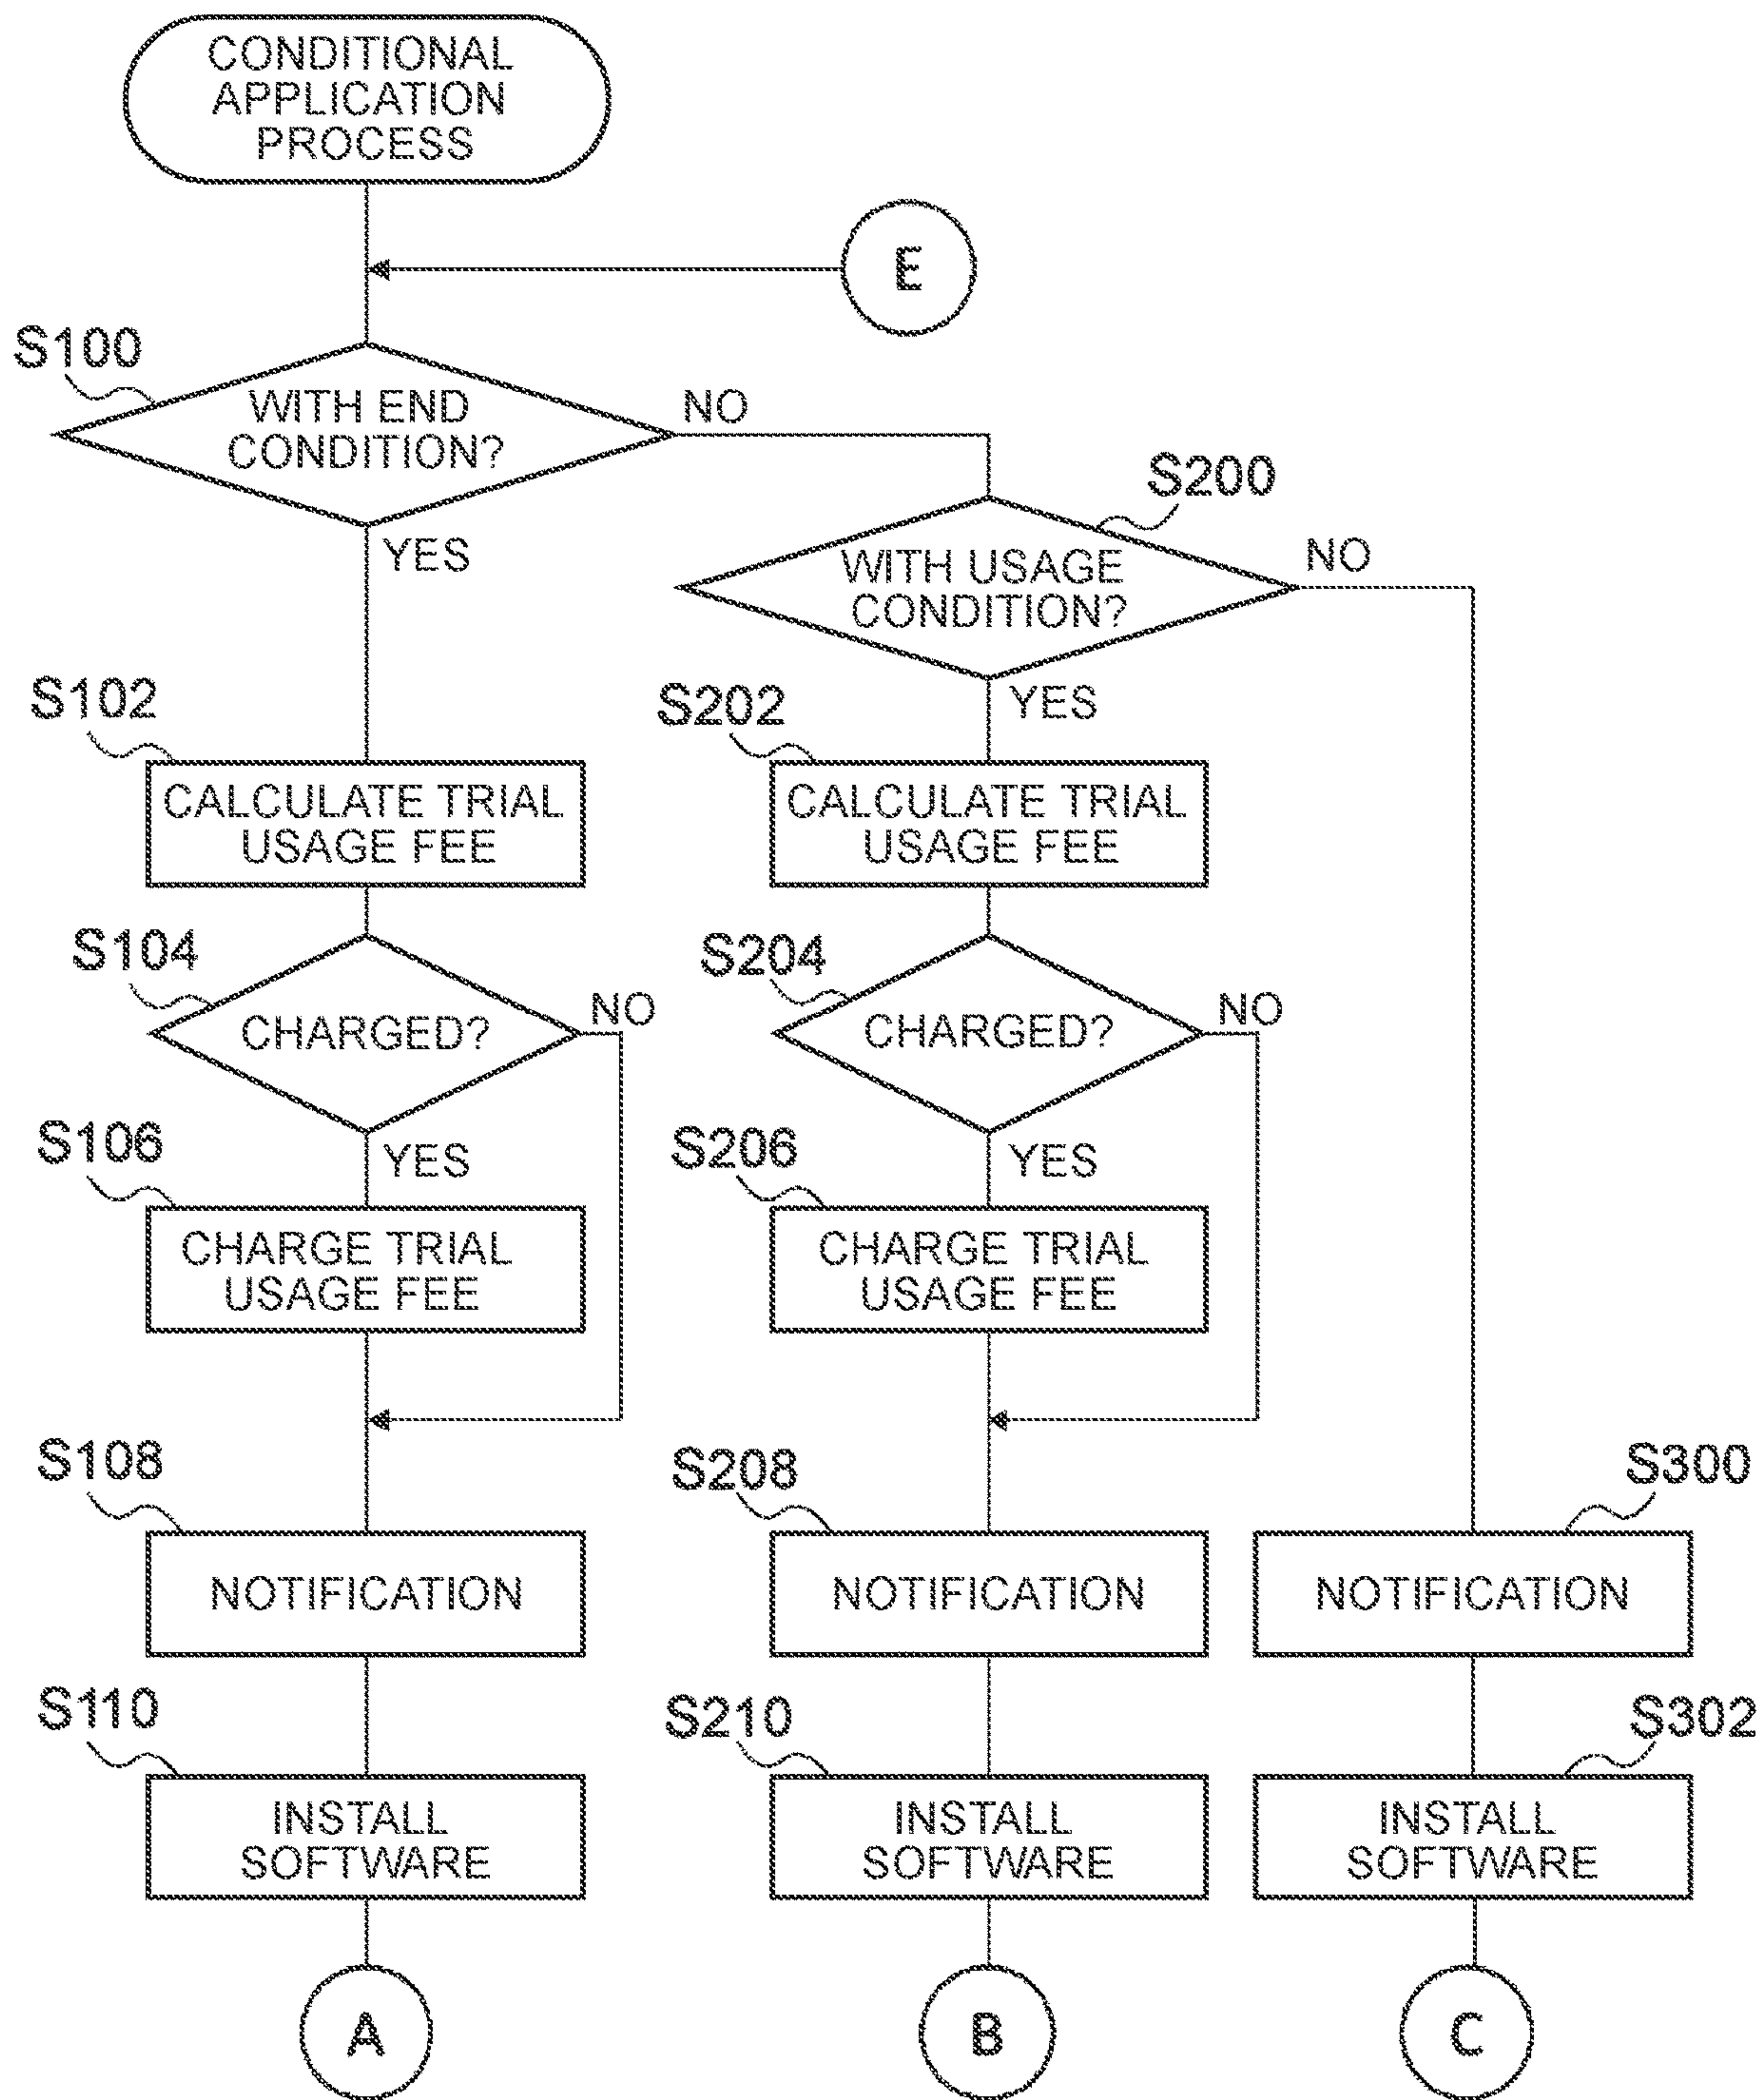 CONDITIONAL
APPLICATION
PROCESS
E
S100
WITH END
CONDITION?
NO
YES
S200
WITH USAGE
CONDITION?
NO
YES
S102
CALCULATE TRIAL
USAGE FEE
S202
CALCULATE TRIAL
USAGE FEE
S104
CHARGED?
NO
YES
S204
CHARGED?
NO
YES
S106
CHARGE TRIAL
USAGE FEE
S206
CHARGE TRIAL
USAGE FEE
S108
NOTIFICATION
S208
NOTIFICATION
S300
NOTIFICATION
S110
INSTALL
SOFTWARE
S210
INSTALL
SOFTWARE
S302
INSTALL
SOFTWARE
A
B
C